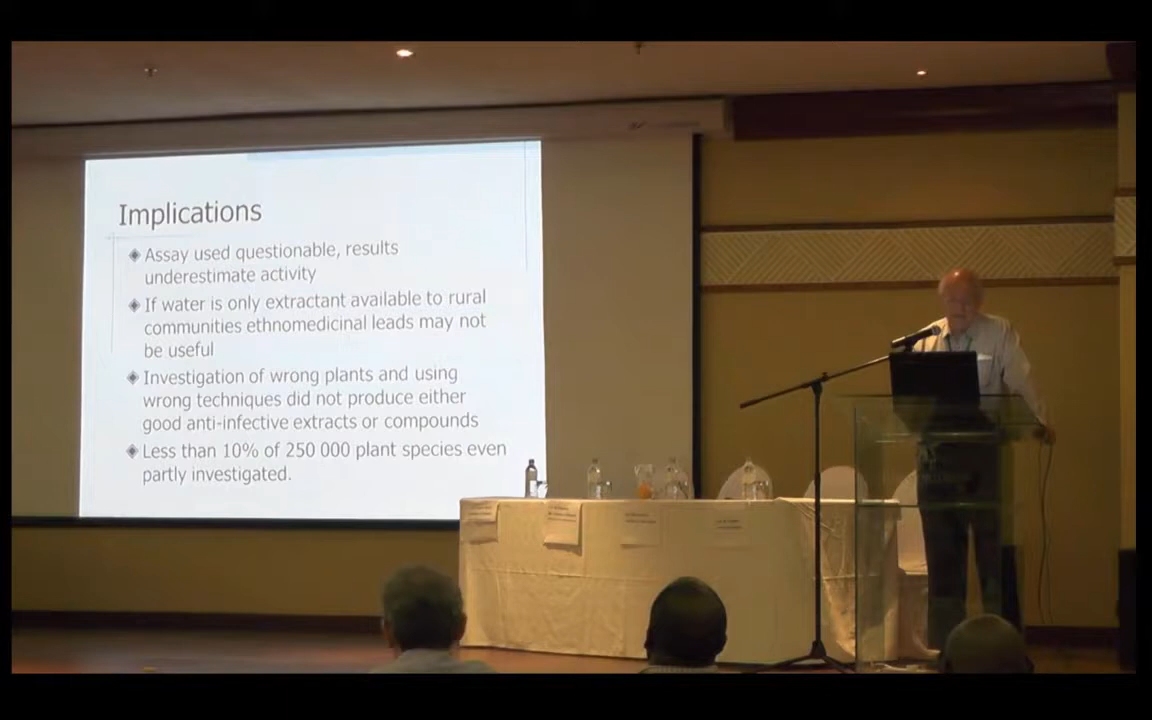 Implications
Assay used questionable, results
underestimate activity
If water is only extractant available to rural
communities ethnomedicinal leads may not
be useful
Investigation of wrong plants and using
wrong techniques did not produce either
good anti-infective extracts or compounds
Less than 10% of 250 000 plant species even
partly investigated.